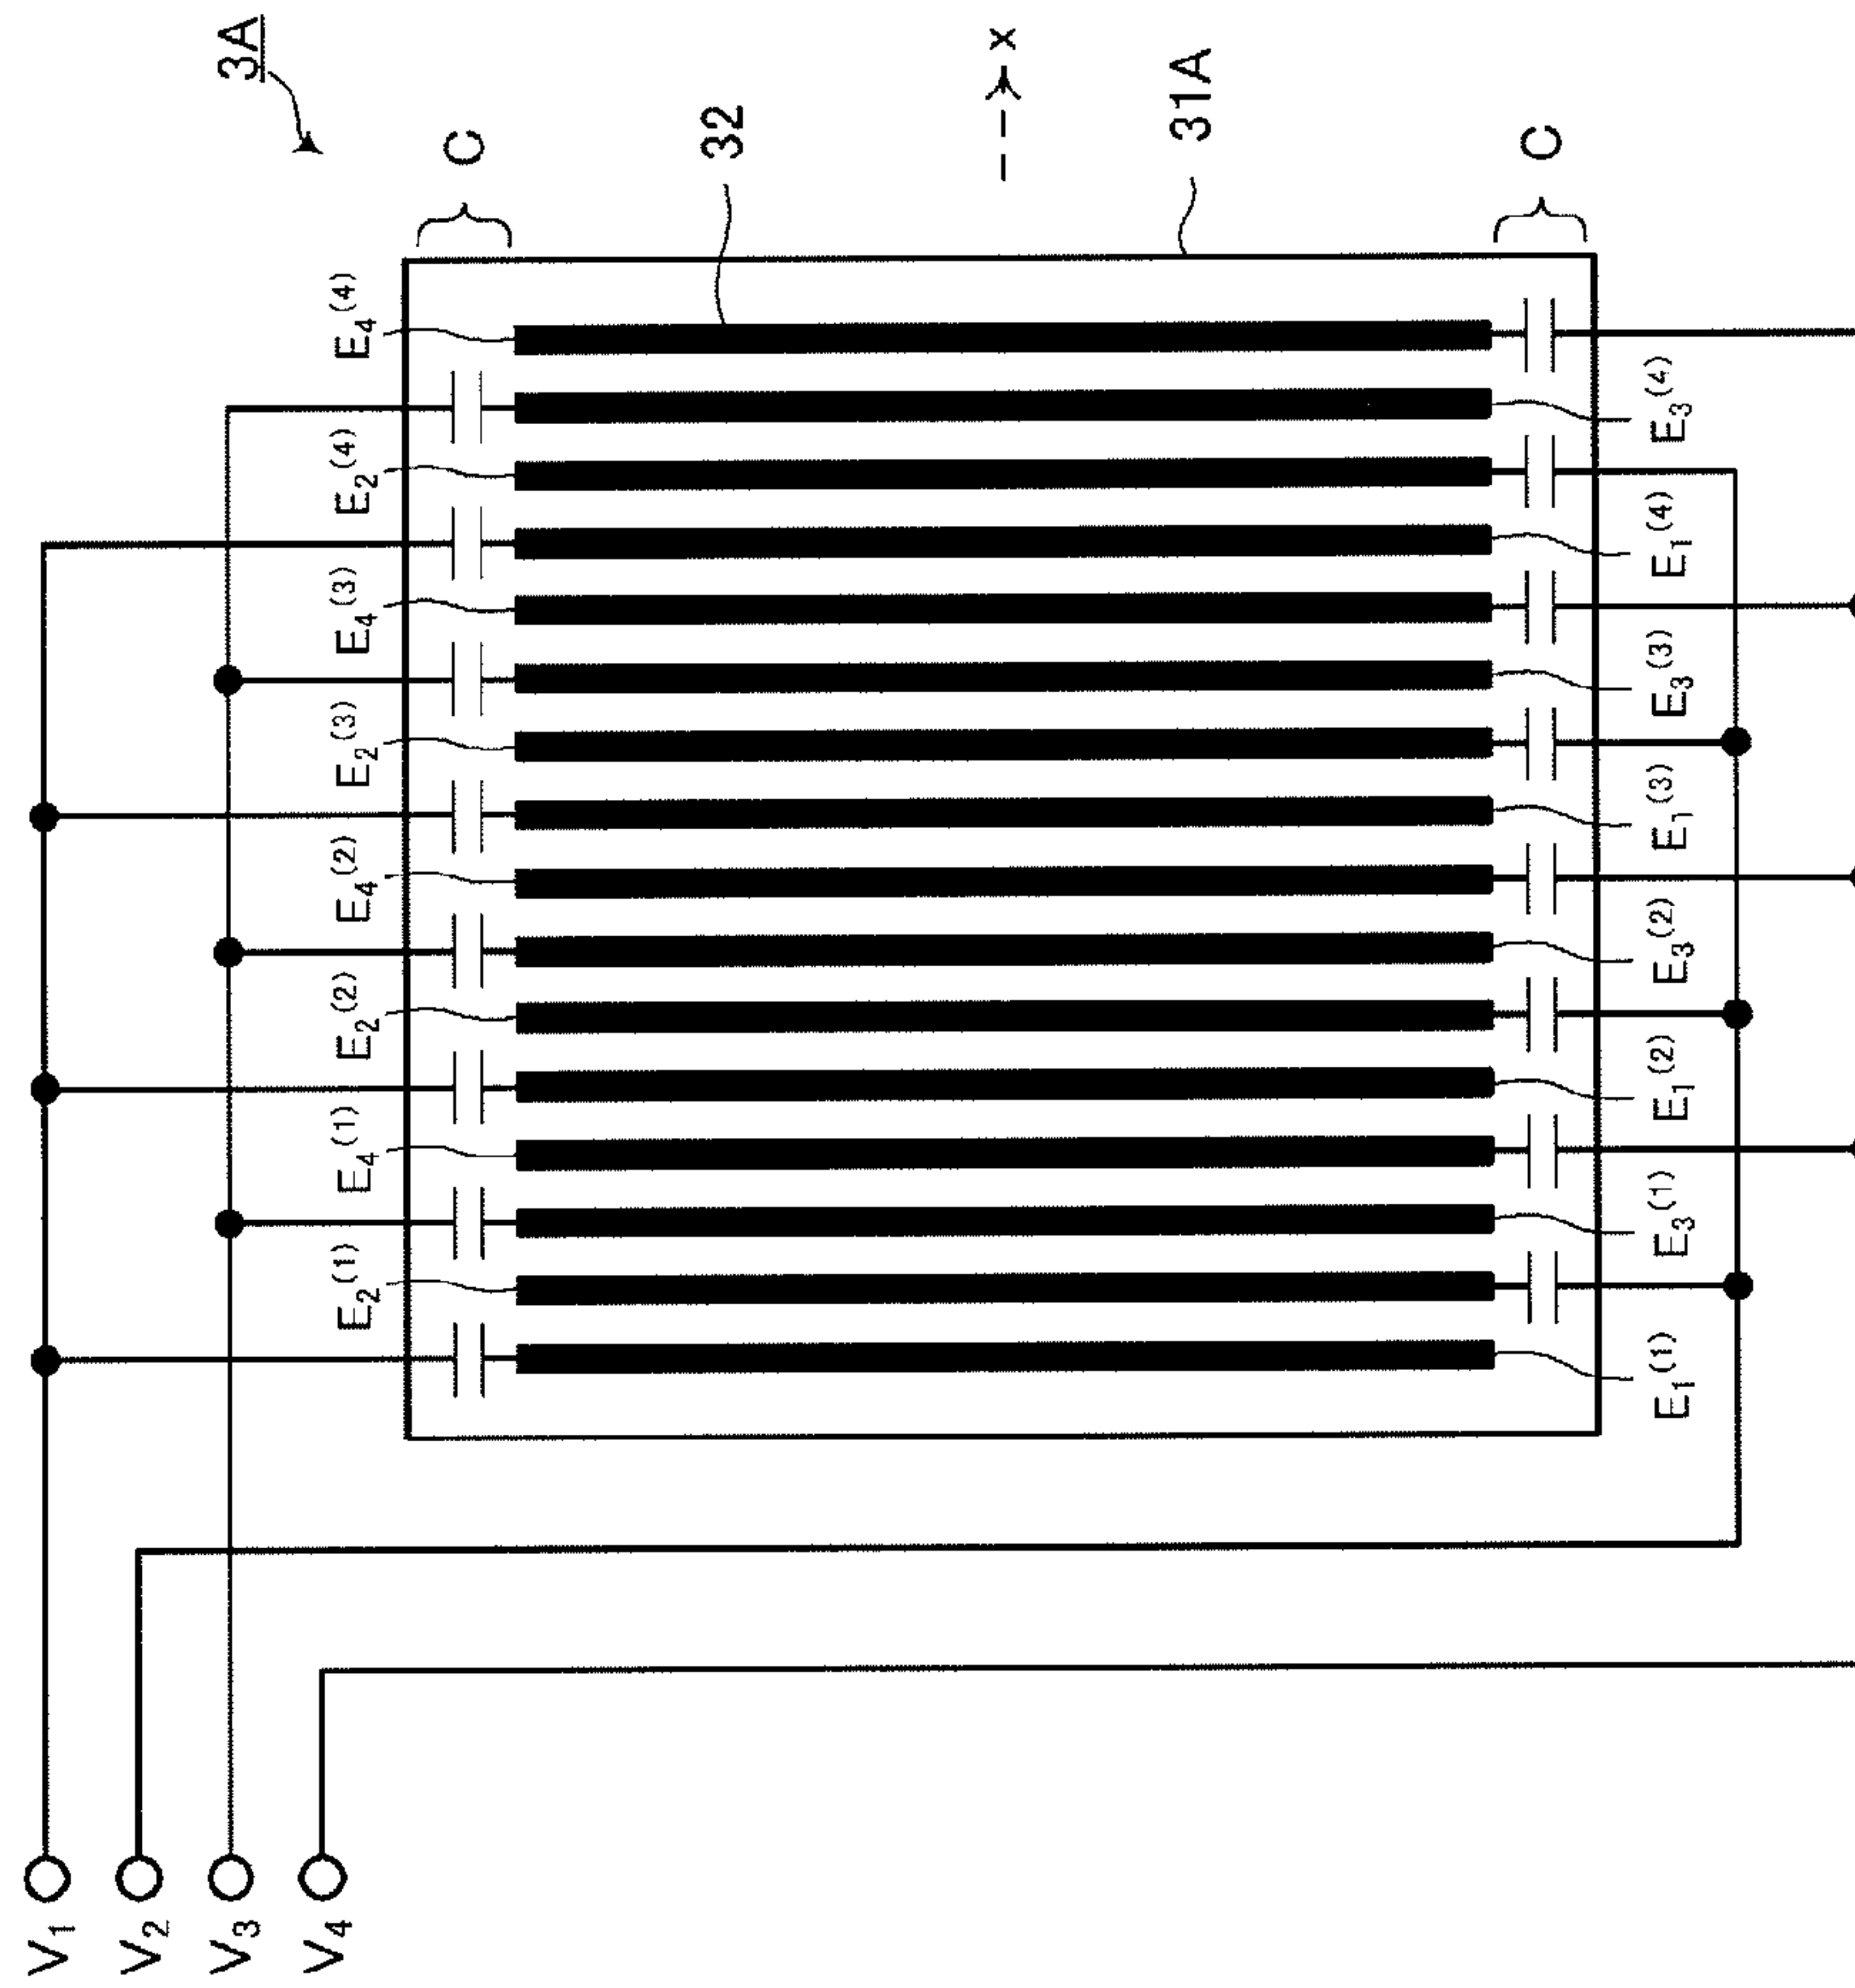 3A
C
32
x
31A
C
E4(4)
E2(4)
E4(3)
E2(3)
E4(2)
E2(2)
E4(1)
E2(1)
E3(4)
E1(4)
E3(3)
E1(3)
E3(2)
E1(2)
E3(1)
E1(1)
V1
V2
V3
V4